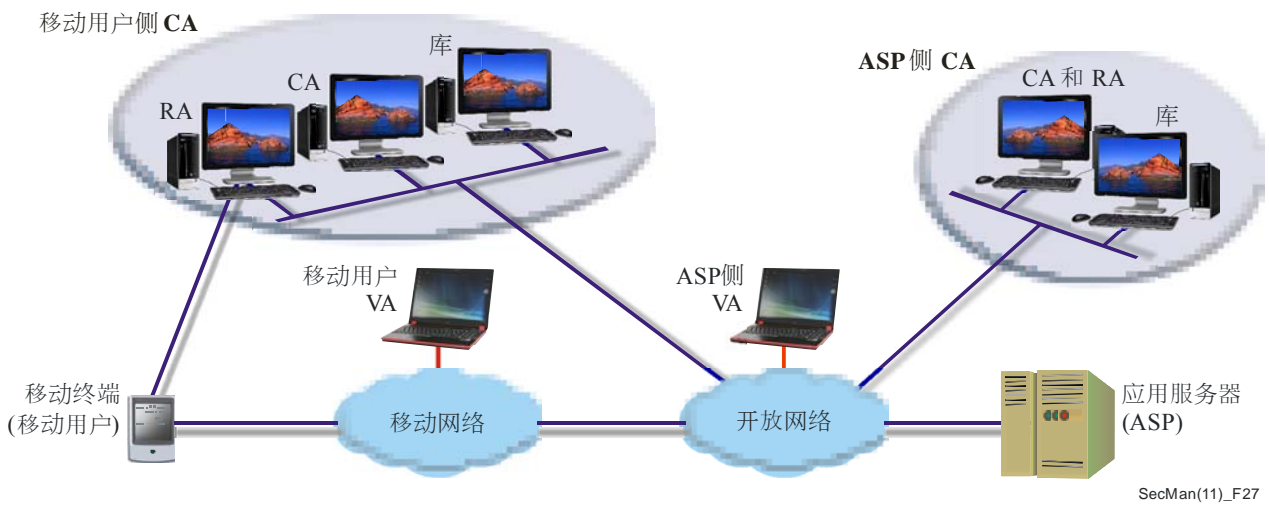 移动用户侧 CA
库
CA
RA
ASP 侧 CA
CA 和 RA
库
移动用户
VA
ASP侧
VA
移动终端
(移动用户)
移动网络
开放网络
应用服务器
(ASP)
SecMan(11)_F27